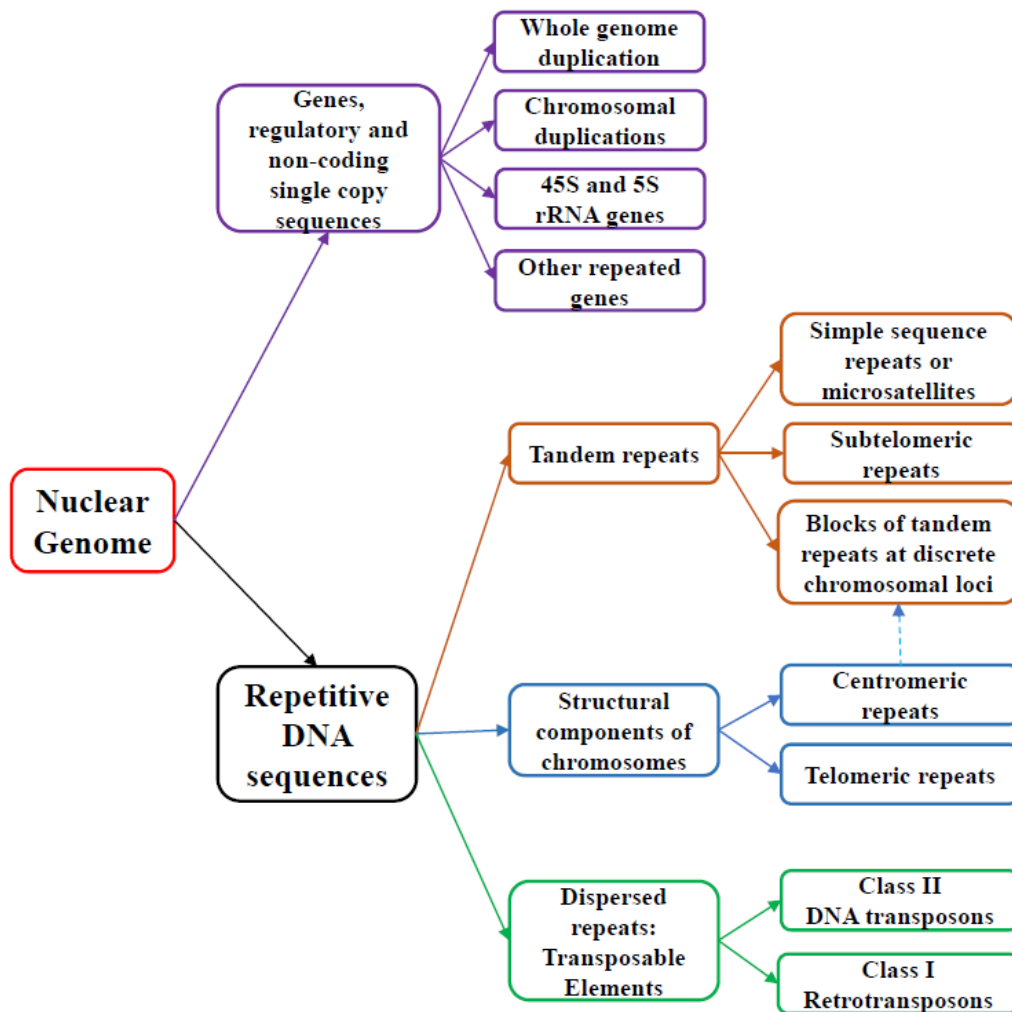 Whole genome
duplication
Genes,
regulatory and
non-coding
single copy
sequences
Chromosomal
duplications
45S and 5S
rRNA genes
Other repeated
genes
Simple sequence
repeats or
microsatellites
Tandem repeats
Subtelomeric
repeats
Nuclear
Genome
Blocks of tandem
repeats at discrete
chromosomal loci
Repetitive
DNA
sequences
Structural
components of
chromosomes
Centromeric
repeats
Telomeric repeats
Dispersed
repeats:
Transposable
Elements
Class II
DNA transposons
Class I
Retrotransposons